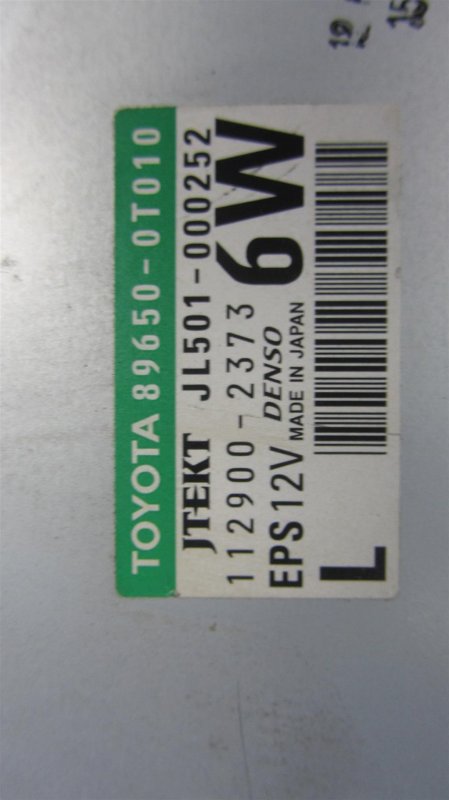 TOYOTA 89650-0T010
JTEKT JL501-000252
112900-2373
6W
EPS12V DENSO
MADE IN JAPAN
L